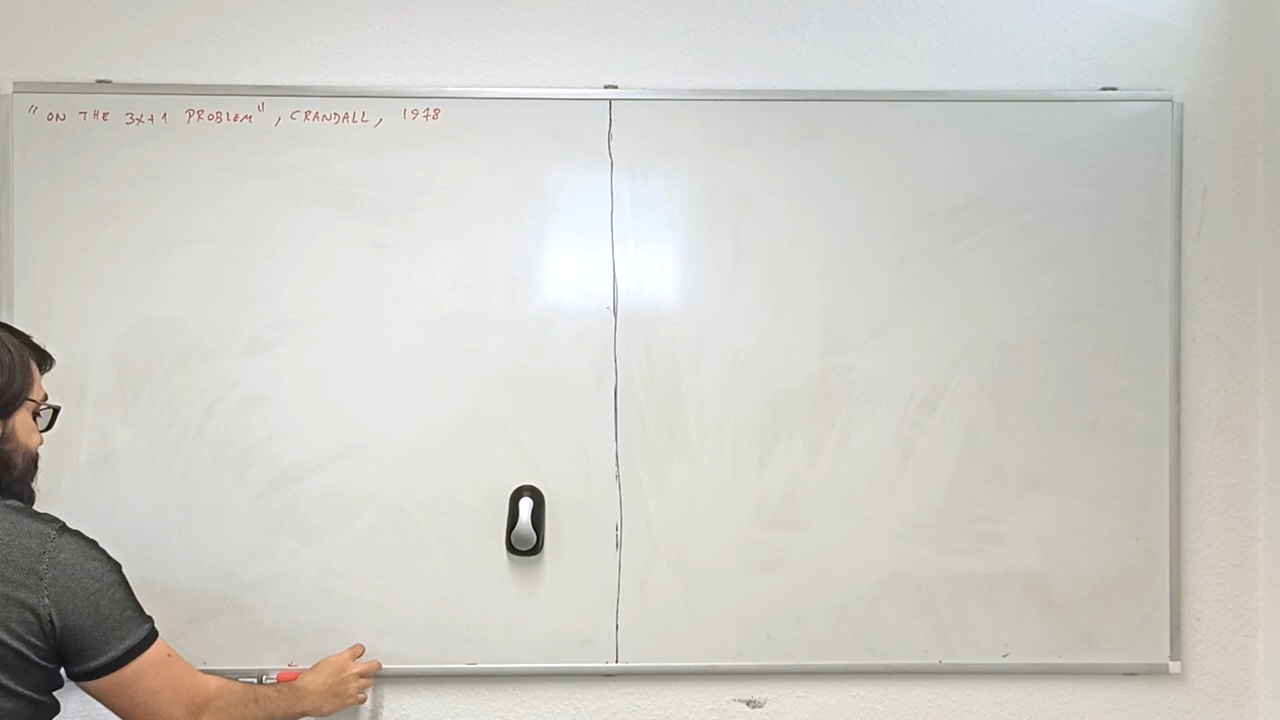 "ON THE 3x+1 PROBLEM", CRANDALL, 1978